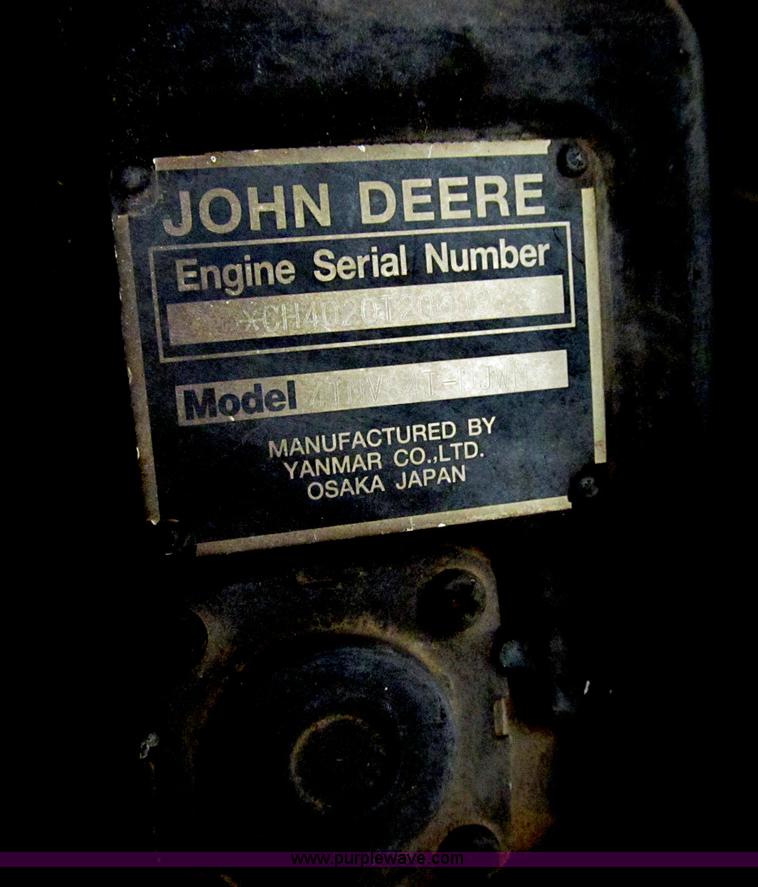 JOHN DEERE
Engine Serial Number
Model
MANUFACTURED BY
YANMAR CO.,LTD.
OSAKA JAPAN
www.purplewave.com